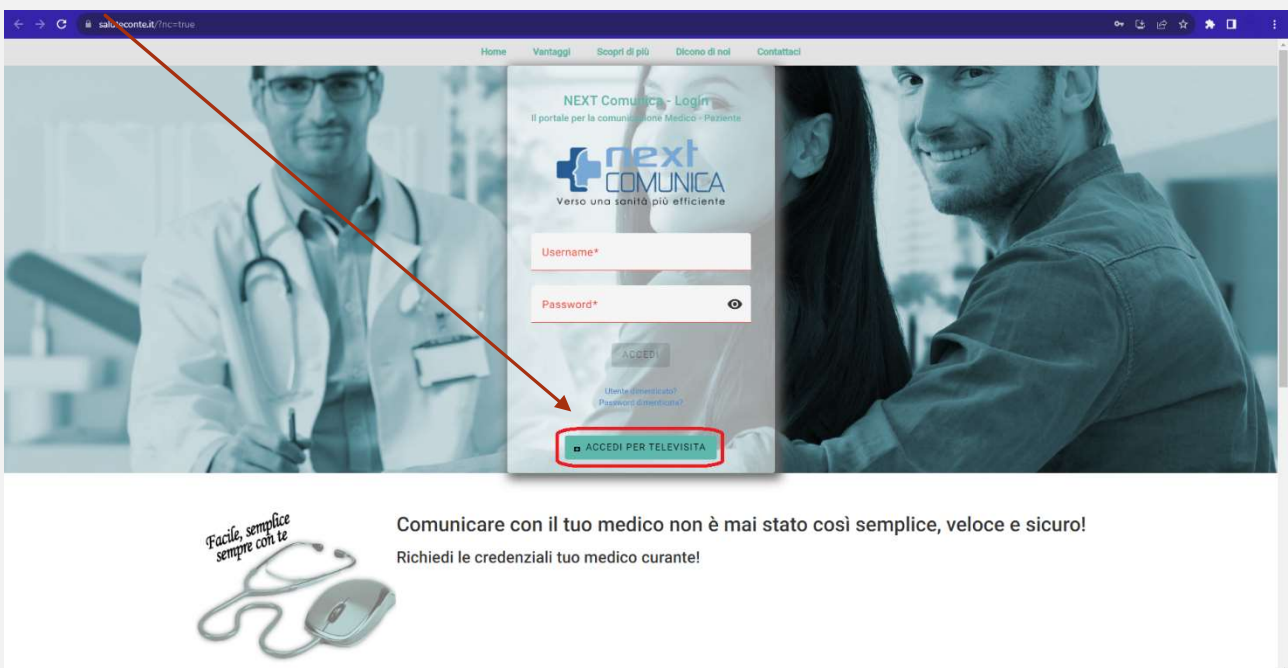 saluteconte.it/?nc=true
Home Vantaggi Scopri di più Dicono di noi Contattaci
NEXT Comunica - Login
Il portale per la comunicazione Medico - Paziente
next
COMUNICA
Verso una sanità più efficiente
Username*
Password*
ACCEDI
Utente dimenticato?
Password dimenticata?
ACCEDI PER TELEVISITA
Facile, semplice
sempre con te
Comunicare con il tuo medico non è mai stato così semplice, veloce e sicuro!
Richiedi le credenziali tuo medico curante!